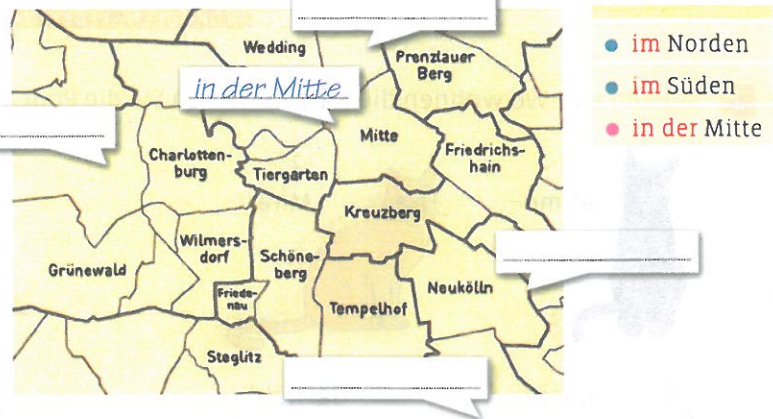 Wedding
Prenzlauer
Berg
in der Mitte
Mitte
Charlotten-
burg
Tiergarten
Friedrichs-
hain
Kreuzberg
Wilmers-
dorf
Schöne-
berg
Grünewald
Neukölln
Friede-
nau
Tempelhof
Steglitz
im Norden
im Süden
in der Mitte